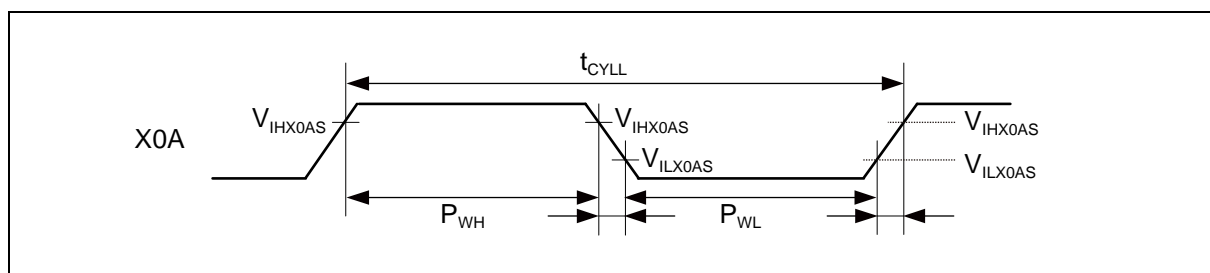 tCYLL
VIHX0AS
VIHX0AS
VIHX0AS
X0A
VILX0AS
VILX0AS
PWH
PWL